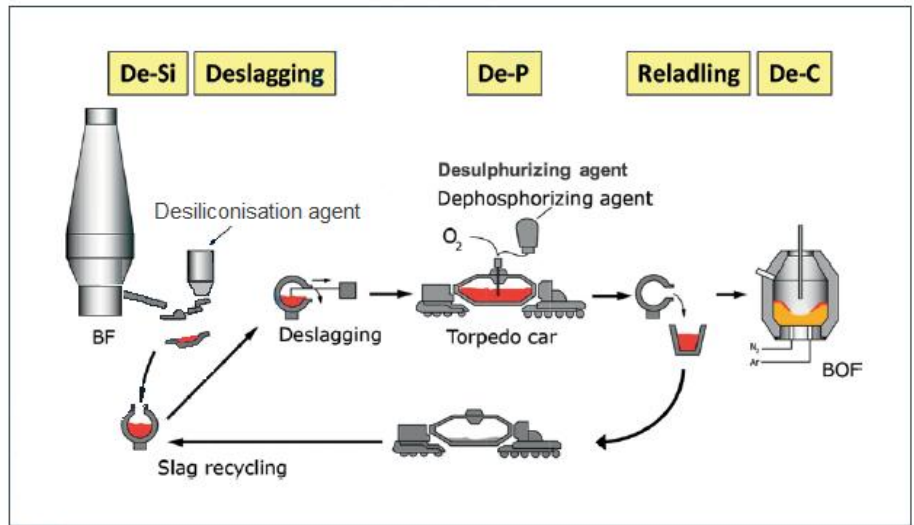 De-Si
Deslagging
De-P
Reladling
De-C
Desulphurizing agent
Dephosphorizing agent
Desiliconisation agent
O₂
BF
Deslagging
Torpedo car
N₂
Ar
BOF
Slag recycling